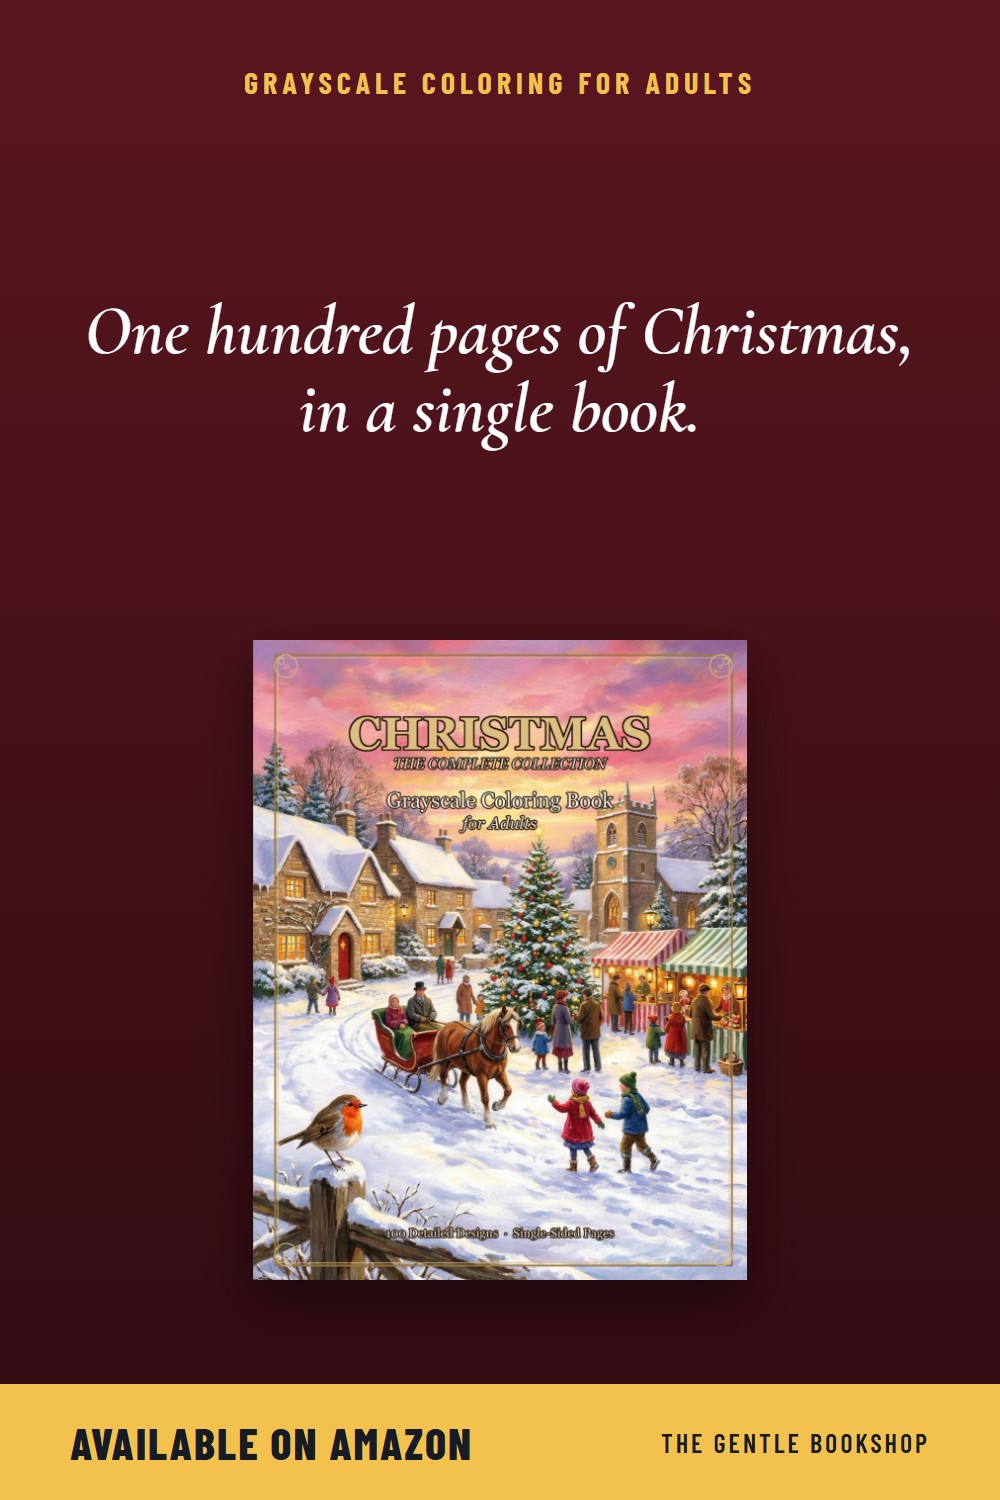 GRAYSCALE COLORING FOR ADULTS
One hundred pages of Christmas,
in a single book.
CHRISTMAS
THE COMPLETE COLLECTION
Grayscale Coloring Book
for Adults
100 Detailed Designs · Single-Sided Pages
AVAILABLE ON AMAZON
THE GENTLE BOOKSHOP